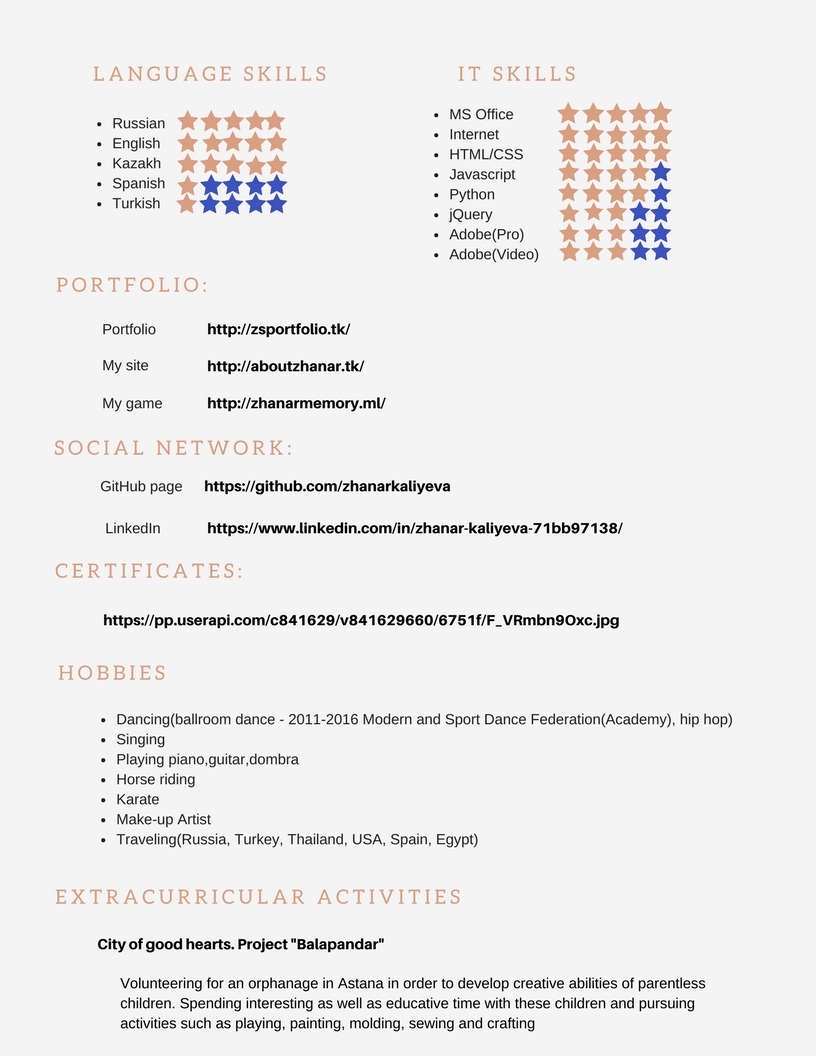 LANGUAGE SKILLS
• Russian
• English
• Kazakh
• Spanish
• Turkish
IT SKILLS
• MS Office
• Internet
• HTML/CSS
• Javascript
• Python
• jQuery
• Adobe(Pro)
• Adobe(Video)
PORTFOLIO:
Portfolio http://zsportfolio.tk/
My site http://aboutzhanar.tk/
My game http://zhanarmemory.ml/
SOCIAL NETWORK:
GitHub page https://github.com/zhanarkaliyeva
LinkedIn https://www.linkedin.com/in/zhanar-kaliyeva-71bb97138/
CERTIFICATES:
https://pp.userapi.com/c841629/v841629660/6751f/F_VRmbn9Oxc.jpg
HOBBIES
• Dancing(ballroom dance - 2011-2016 Modern and Sport Dance Federation(Academy), hip hop)
• Singing
• Playing piano,guitar,dombra
• Horse riding
• Karate
• Make-up Artist
• Traveling(Russia, Turkey, Thailand, USA, Spain, Egypt)
EXTRACURRICULAR ACTIVITIES
City of good hearts. Project "Balapandar"
Volunteering for an orphanage in Astana in order to develop creative abilities of parentless
children. Spending interesting as well as educative time with these children and pursuing
activities such as playing, painting, molding, sewing and crafting